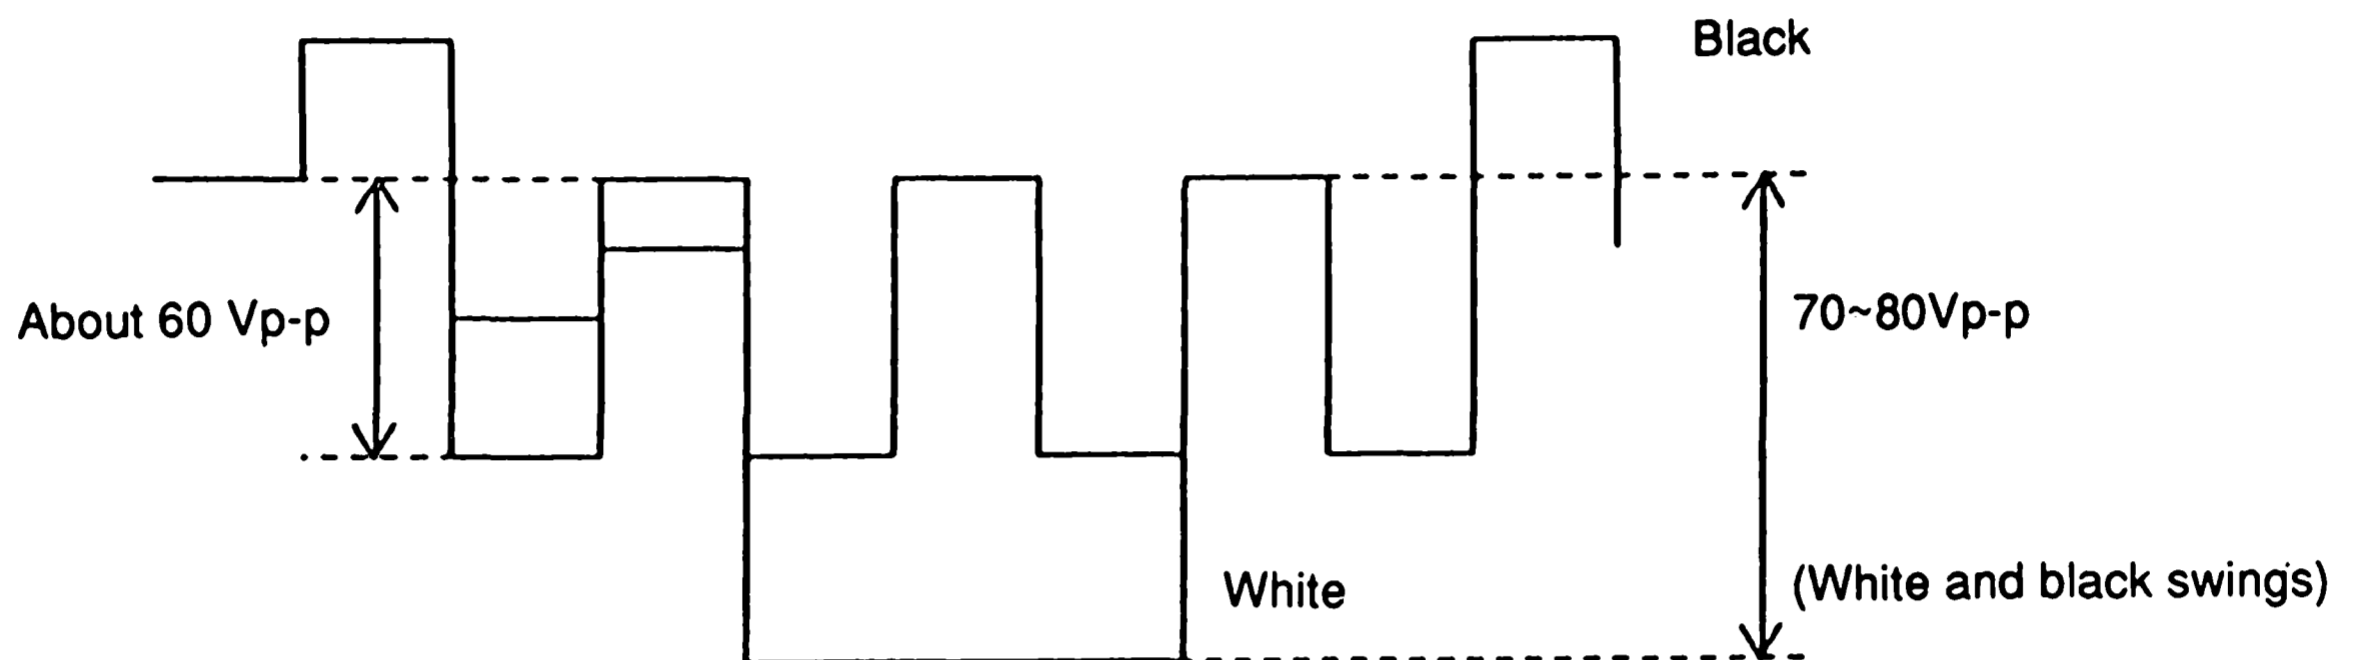 Black
About 60 Vp-p
70~80Vp-p
White
(White and black swings)